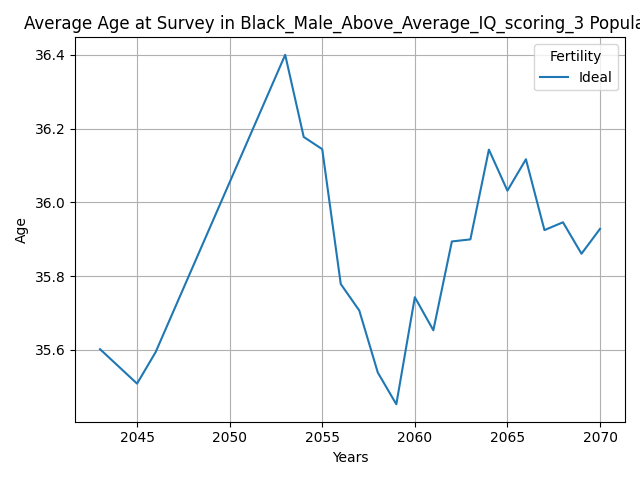 Average Age at Survey in Black_Male_Above_Average_IQ_scoring_3 Popula
36.4
36.2
36.0
35.8
35.6
Age
Fertility
Ideal
2045 2050 2055 2060 2065 2070
Years